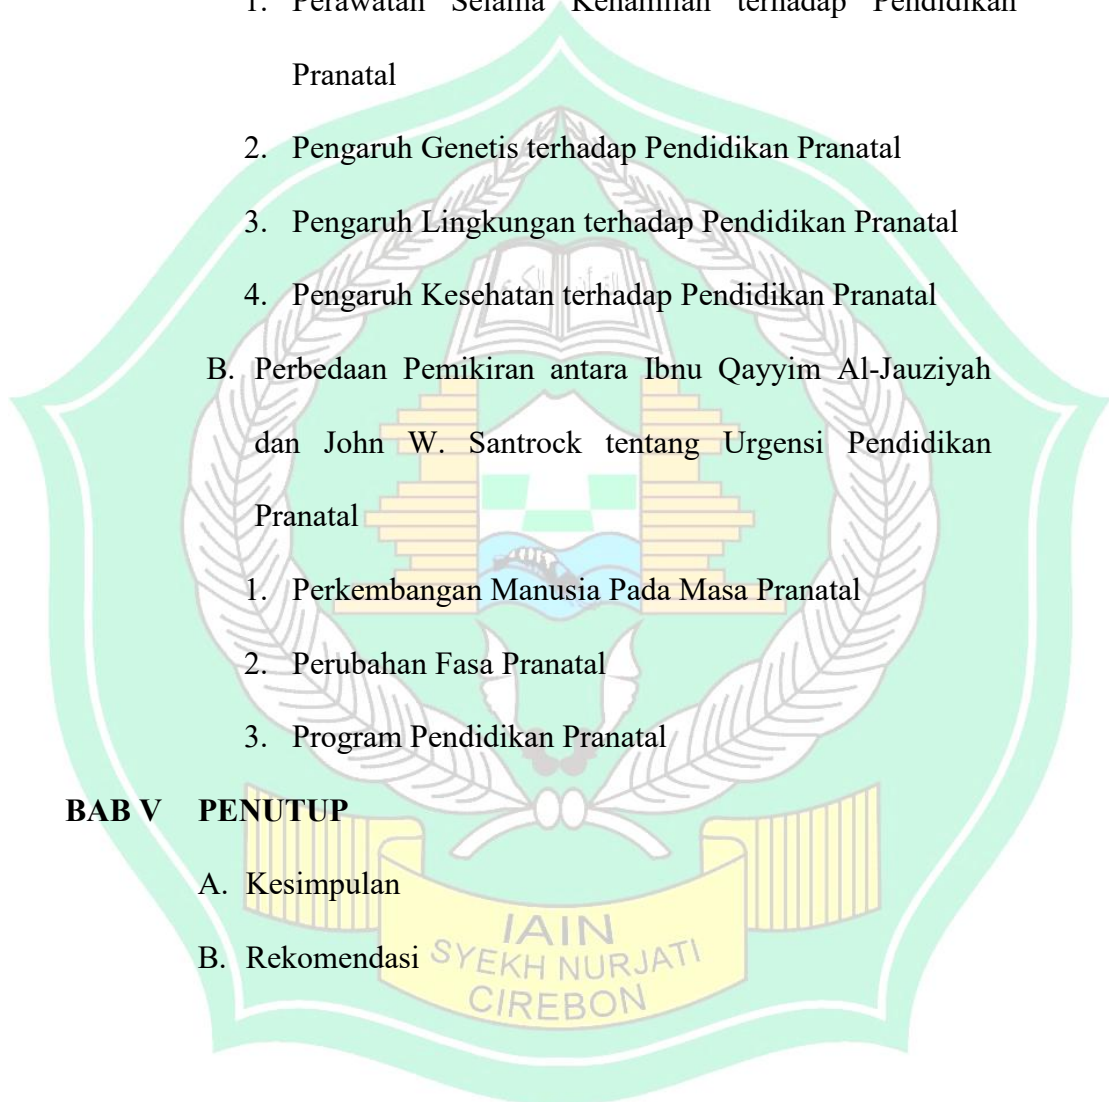 1. Perawatan Selama Kehamilan terhadap Pendidikan
Pranatal
2. Pengaruh Genetis terhadap Pendidikan Pranatal
3. Pengaruh Lingkungan terhadap Pendidikan Pranatal
4. Pengaruh Kesehatan terhadap Pendidikan Pranatal
B. Perbedaan Pemikiran antara Ibnu Qayyim Al-Jauziyah
dan John W. Santrock tentang Urgensi Pendidikan
Pranatal
1. Perkembangan Manusia Pada Masa Pranatal
2. Perubahan Fasa Pranatal
3. Program Pendidikan Pranatal
BAB V PENUTUP
A. Kesimpulan
B. Rekomendasi
IAIN
SYEKH NURJATI
CIREBON